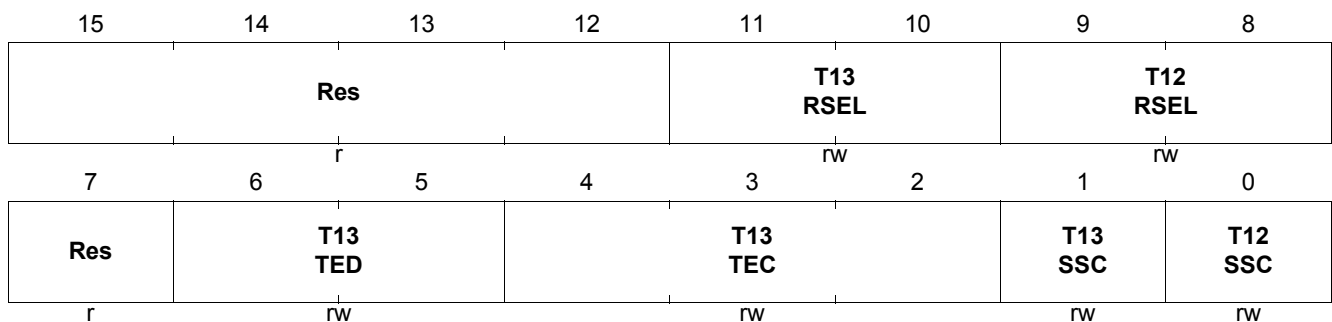 15 14 13 12 11 10 9 8
Res T13 RSEL T12 RSEL
r rw rw
7 6 5 4 3 2 1 0
Res T13 TED T13 TEC T13 SSC T12 SSC
r rw rw rw rw